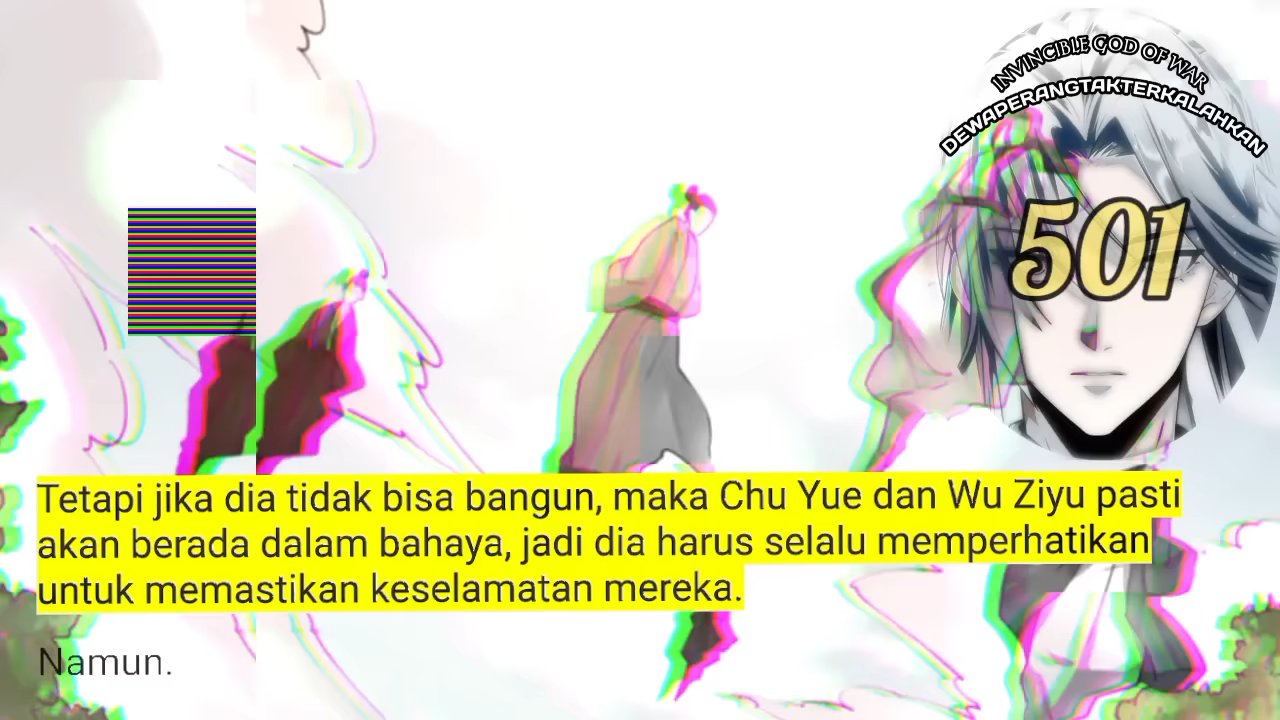 INVINCIBLE GOD OF WAR
DEWAPERANGTAKTERKALAHKAN
501
Tetapi jika dia tidak bisa bangun, maka Chu Yue dan Wu Ziyu pasti
akan berada dalam bahaya, jadi dia harus selalu memperhatikan
untuk memastikan keselamatan mereka.
Namun.